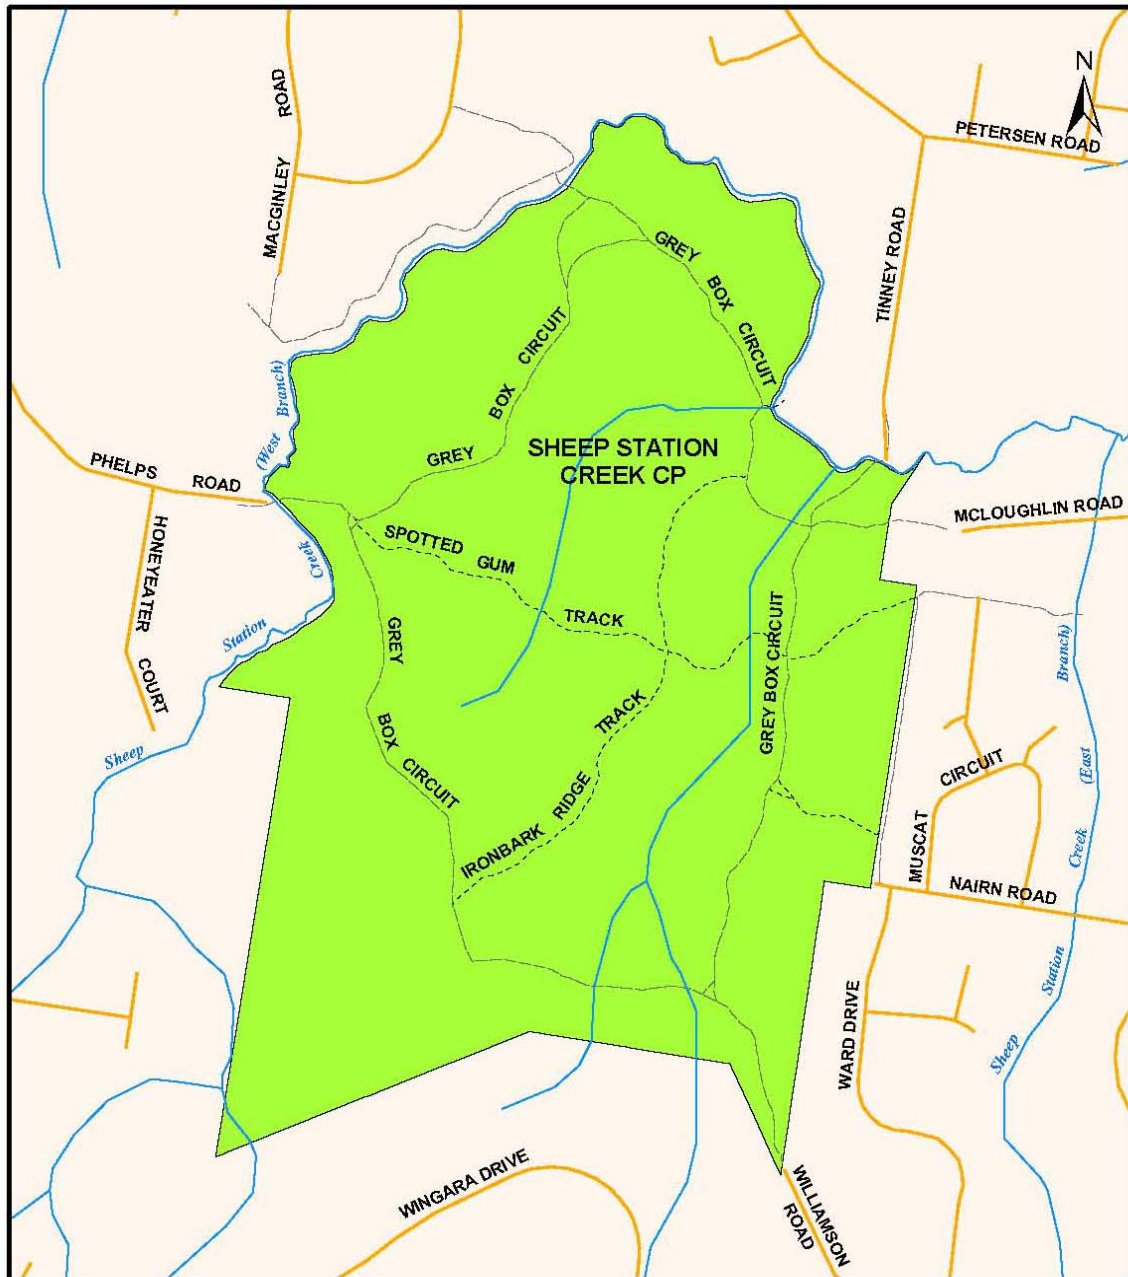 N
PETERSEN ROAD
MACGINLEY ROAD
TINNEY ROAD
GREY BOX CIRCUIT
GREY BOX CIRCUIT
(West Branch)
SHEEP STATION
CREEK CP
PHELPS ROAD
MCLOUGHLIN ROAD
HONEYEATER COURT
SPOTTED GUM TRACK
Sheep Station Creek
GREY BOX CIRCUIT
GREY BOX CIRCUIT
IRONBARK RIDGE TRACK
MUSCAT CIRCUIT
NAIRN ROAD
Sheep Station Creek (East Branch)
WARD DRIVE
WINGARA DRIVE
WILLIAMSON
ROAD